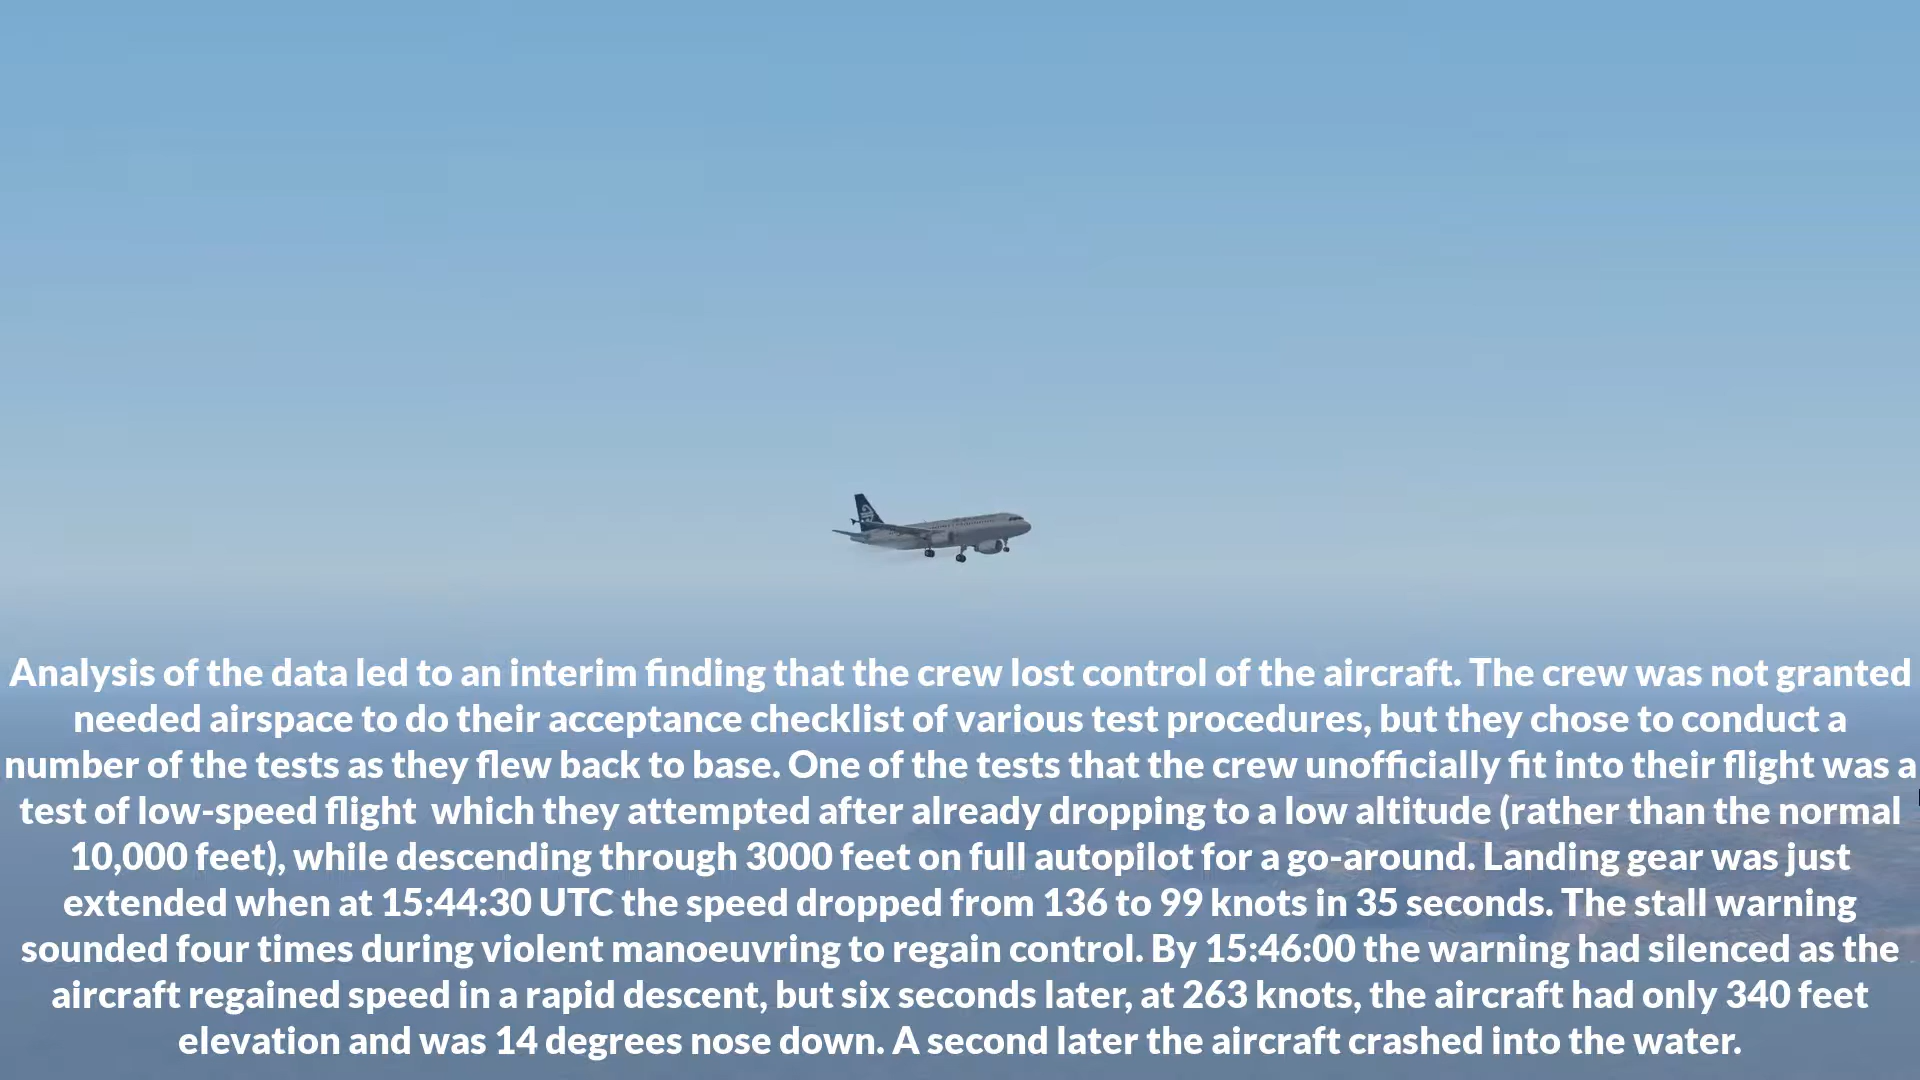 Analysis of the data led to an interim finding that the crew lost control of the aircraft. The crew was not granted
needed airspace to do their acceptance checklist of various test procedures, but they chose to conduct a
number of the tests as they flew back to base. One of the tests that the crew unofficially fit into their flight was a
test of low-speed flight  which they attempted after already dropping to a low altitude (rather than the normal
10,000 feet), while descending through 3000 feet on full autopilot for a go-around. Landing gear was just
extended when at 15:44:30 UTC the speed dropped from 136 to 99 knots in 35 seconds. The stall warning
sounded four times during violent manoeuvring to regain control. By 15:46:00 the warning had silenced as the
aircraft regained speed in a rapid descent, but six seconds later, at 263 knots, the aircraft had only 340 feet
elevation and was 14 degrees nose down. A second later the aircraft crashed into the water.